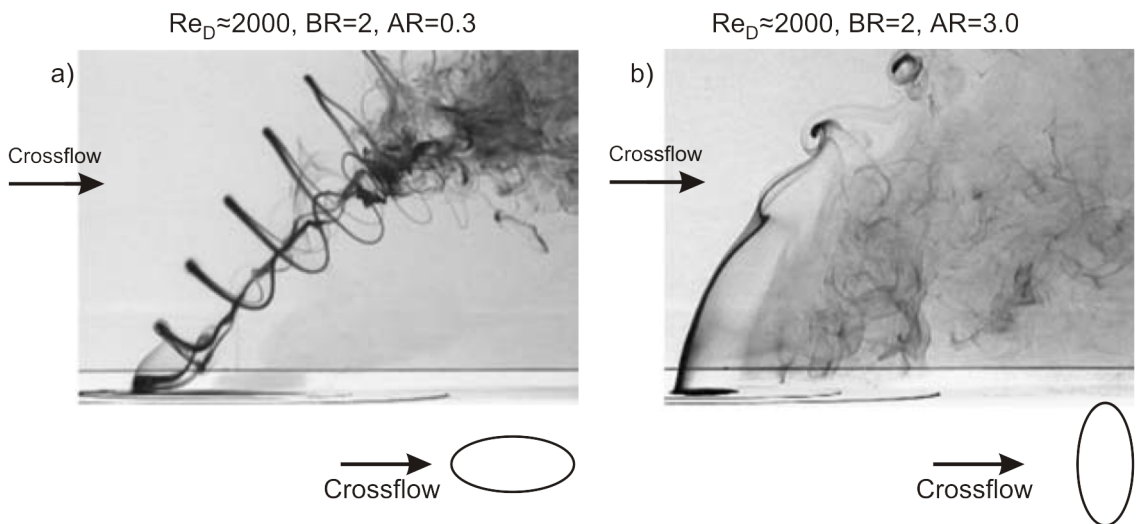 Re_D≈2000, BR=2, AR=0.3
a)
Crossflow
Crossflow
Re_D≈2000, BR=2, AR=3.0
b)
Crossflow
Crossflow